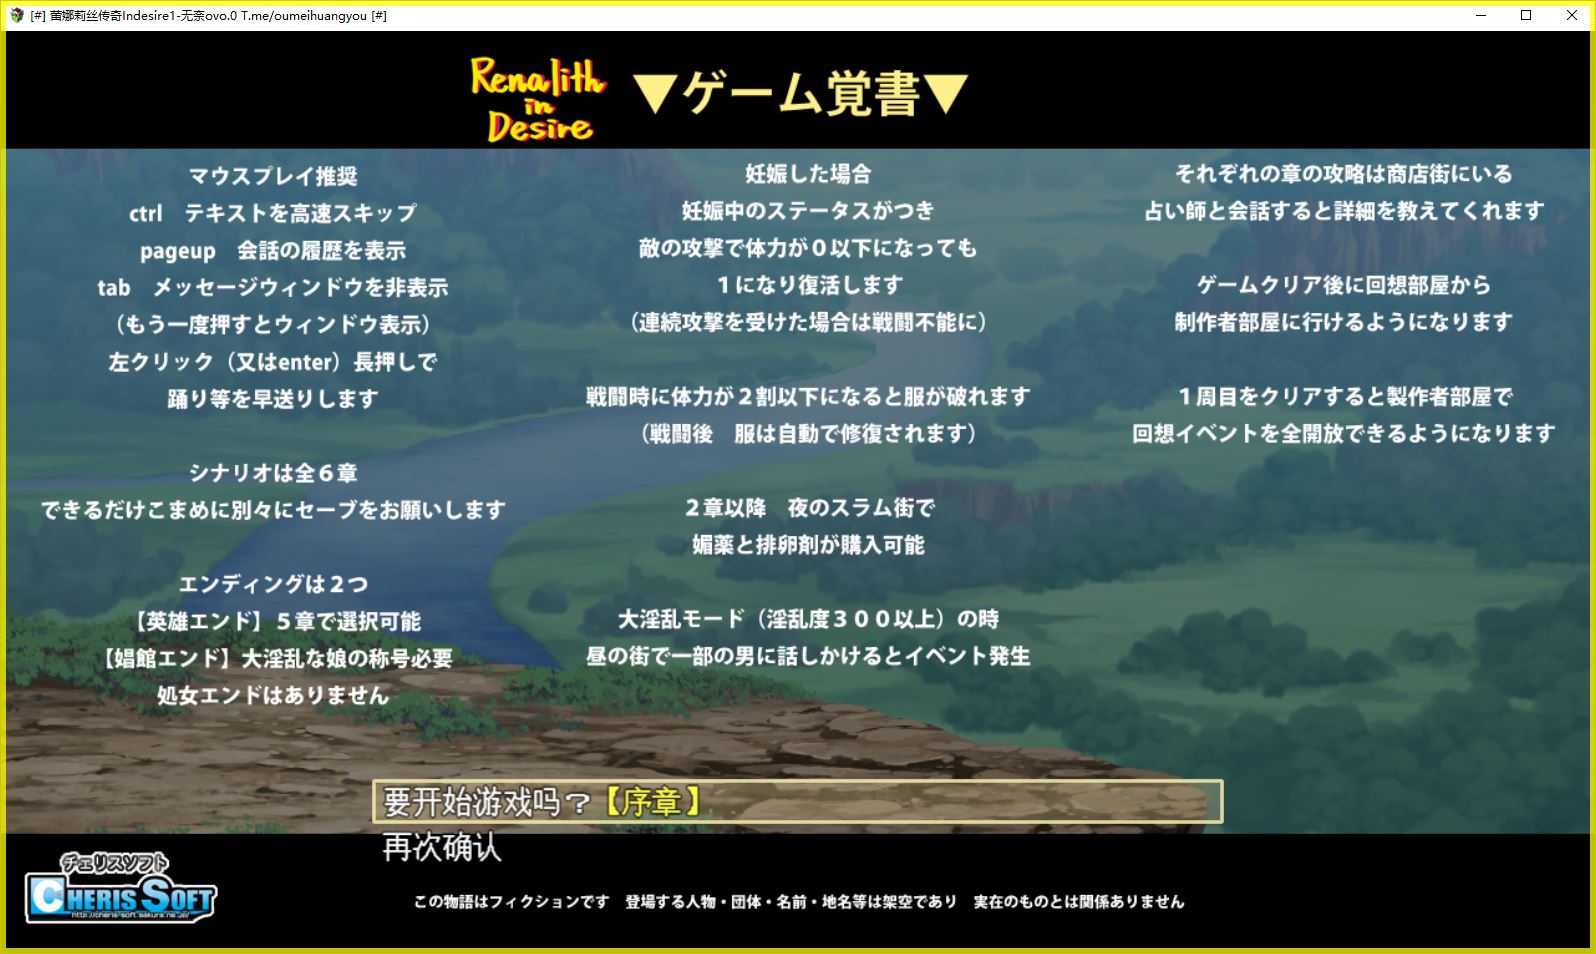 [#] 蕾娜莉丝传奇Indesire1-无奈ovo.0 T.me/oumeihuangyou [#]
Renalith
in
Desire
▼ゲーム覚書▼
マウスプレイ推奨
ctrl　テキストを高速スキップ
pageup　会話の履歴を表示
tab　メッセージウィンドウを非表示
（もう一度押すとウィンドウ表示）
左クリック（又はenter）長押しで
踊り等を早送りします
シナリオは全６章
できるだけこまめに別々にセーブをお願いします
エンディングは２つ
【英雄エンド】５章で選択可能
【娼館エンド】大淫乱な娘の称号必要
処女エンドはありません
妊娠した場合
妊娠中のステータスがつき
敵の攻撃で体力が０以下になっても
１になり復活します
（連続攻撃を受けた場合は戦闘不能に）
戦闘時に体力が２割以下になると服が破れます
（戦闘後　服は自動で修復されます）
２章以降　夜のスラム街で
媚薬と排卵剤が購入可能
大淫乱モード（淫乱度３００以上）の時
昼の街で一部の男に話しかけるとイベント発生
それぞれの章の攻略は商店街にいる
占い師と会話すると詳細を教えてくれます
ゲームクリア後に回想部屋から
制作者部屋に行けるようになります
１周目をクリアすると製作者部屋で
回想イベントを全開放できるようになります
要开始游戏吗？【序章】
再次确认
チェリスソフト
CHERIS SOFT
http://cheris-soft.sakura.ne.jp/
この物語はフィクションです　登場する人物・団体・名前・地名等は架空であり　実在のものとは関係ありません